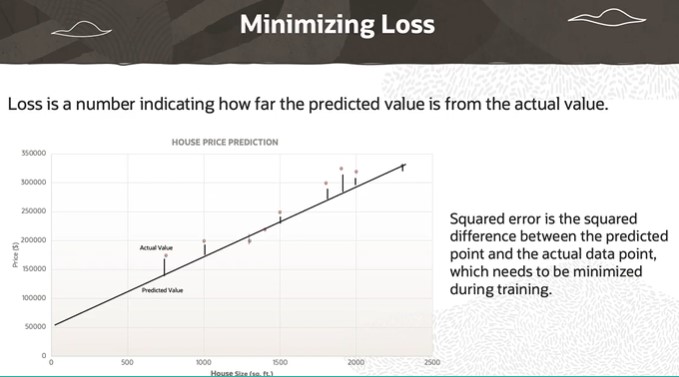 Minimizing Loss
Loss is a number indicating how far the predicted value is from the actual value.
HOUSE PRICE PREDICTION
350000
300000
250000
200000
150000
100000
50000
0
Price ($)
Actual Value
Predicted Value
0 500 1000 1500 2000 2500
House Size (sq. ft.)
Squared error is the squared
difference between the predicted
point and the actual data point,
which needs to be minimized
during training.